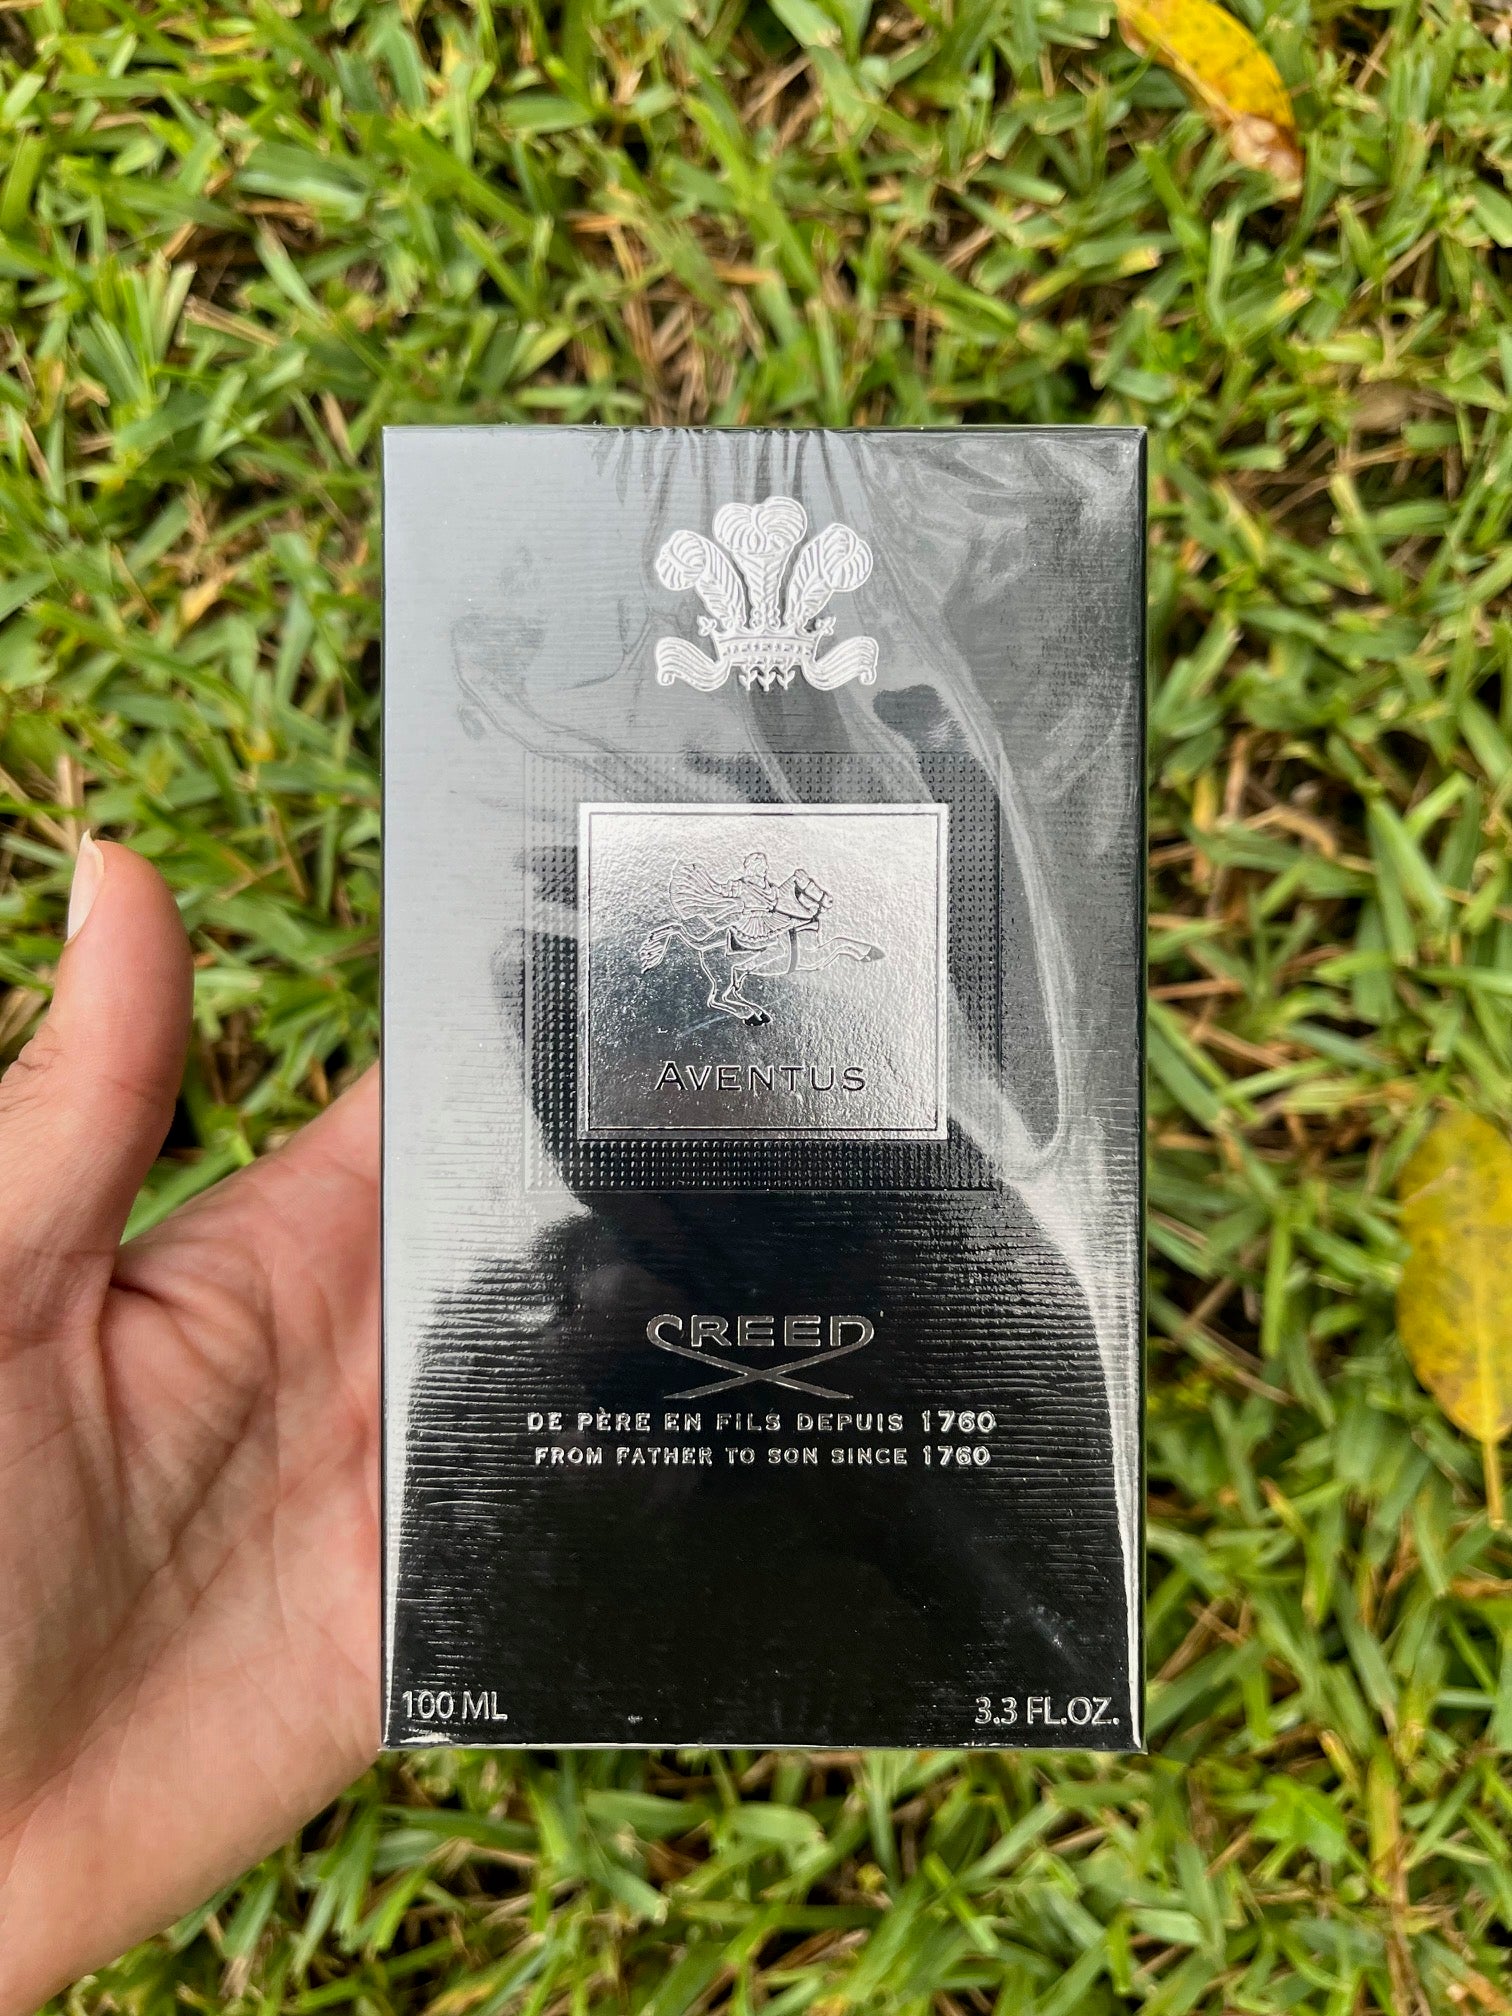 AVENTUS
CREED
DE PÈRE EN FILS DEPUIS 1760
FROM FATHER TO SON SINCE 1760
100 ML
3.3 FL.OZ.